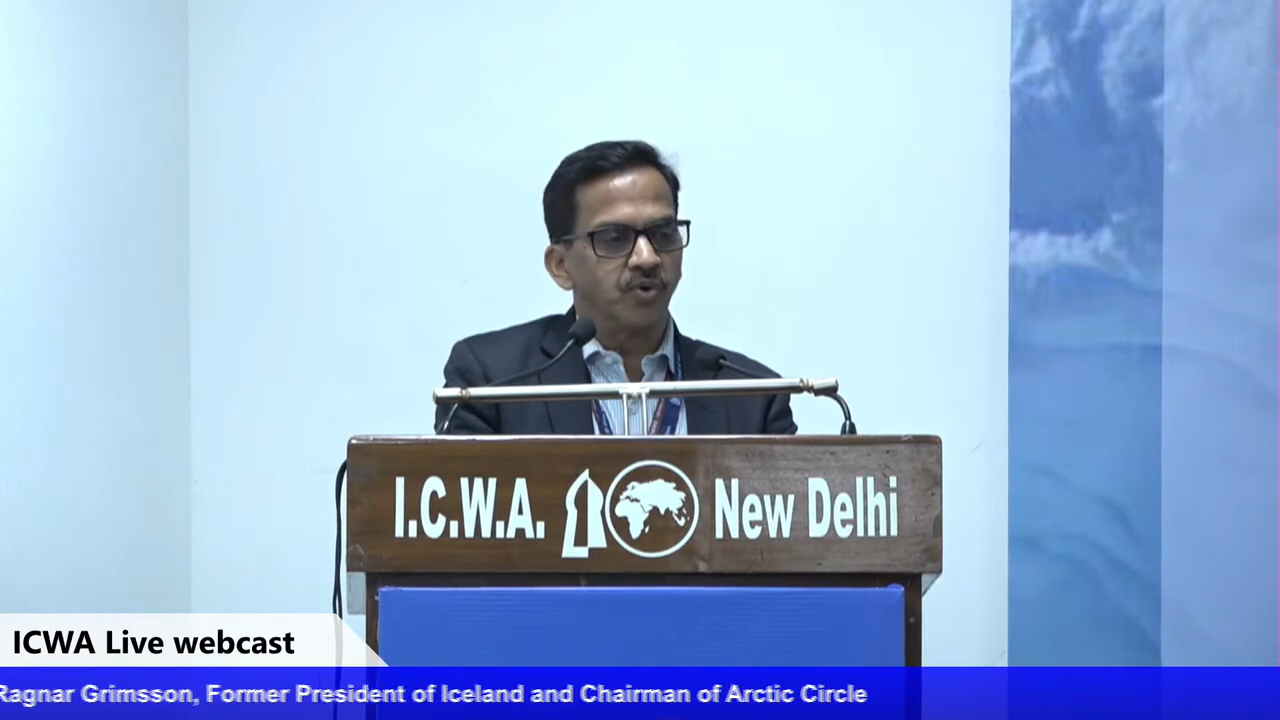 I.C.W.A. New Delhi
ICWA Live webcast
Ragnar Grimsson, Former President of Iceland and Chairman of Arctic Circle